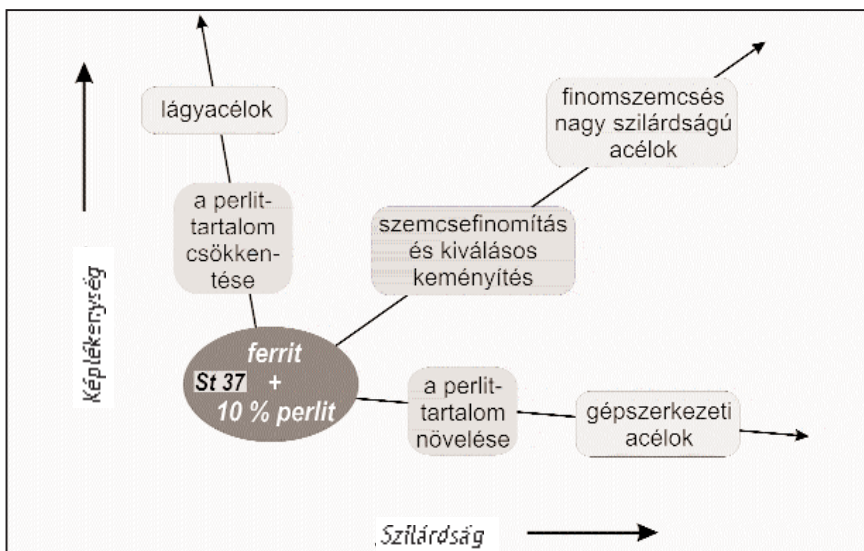 lágyacélok
finomszemcsés
nagy szilárdságú
acélok
a perlit-
tartalom
csökken-
tése
szemcsefinomítás
és kiválásos
keményítés
Képlékenység
ferrit
St 37 +
10 % perlit
a perlit-
tartalom
növelése
gépszerkezeti
acélok
Szilárdság